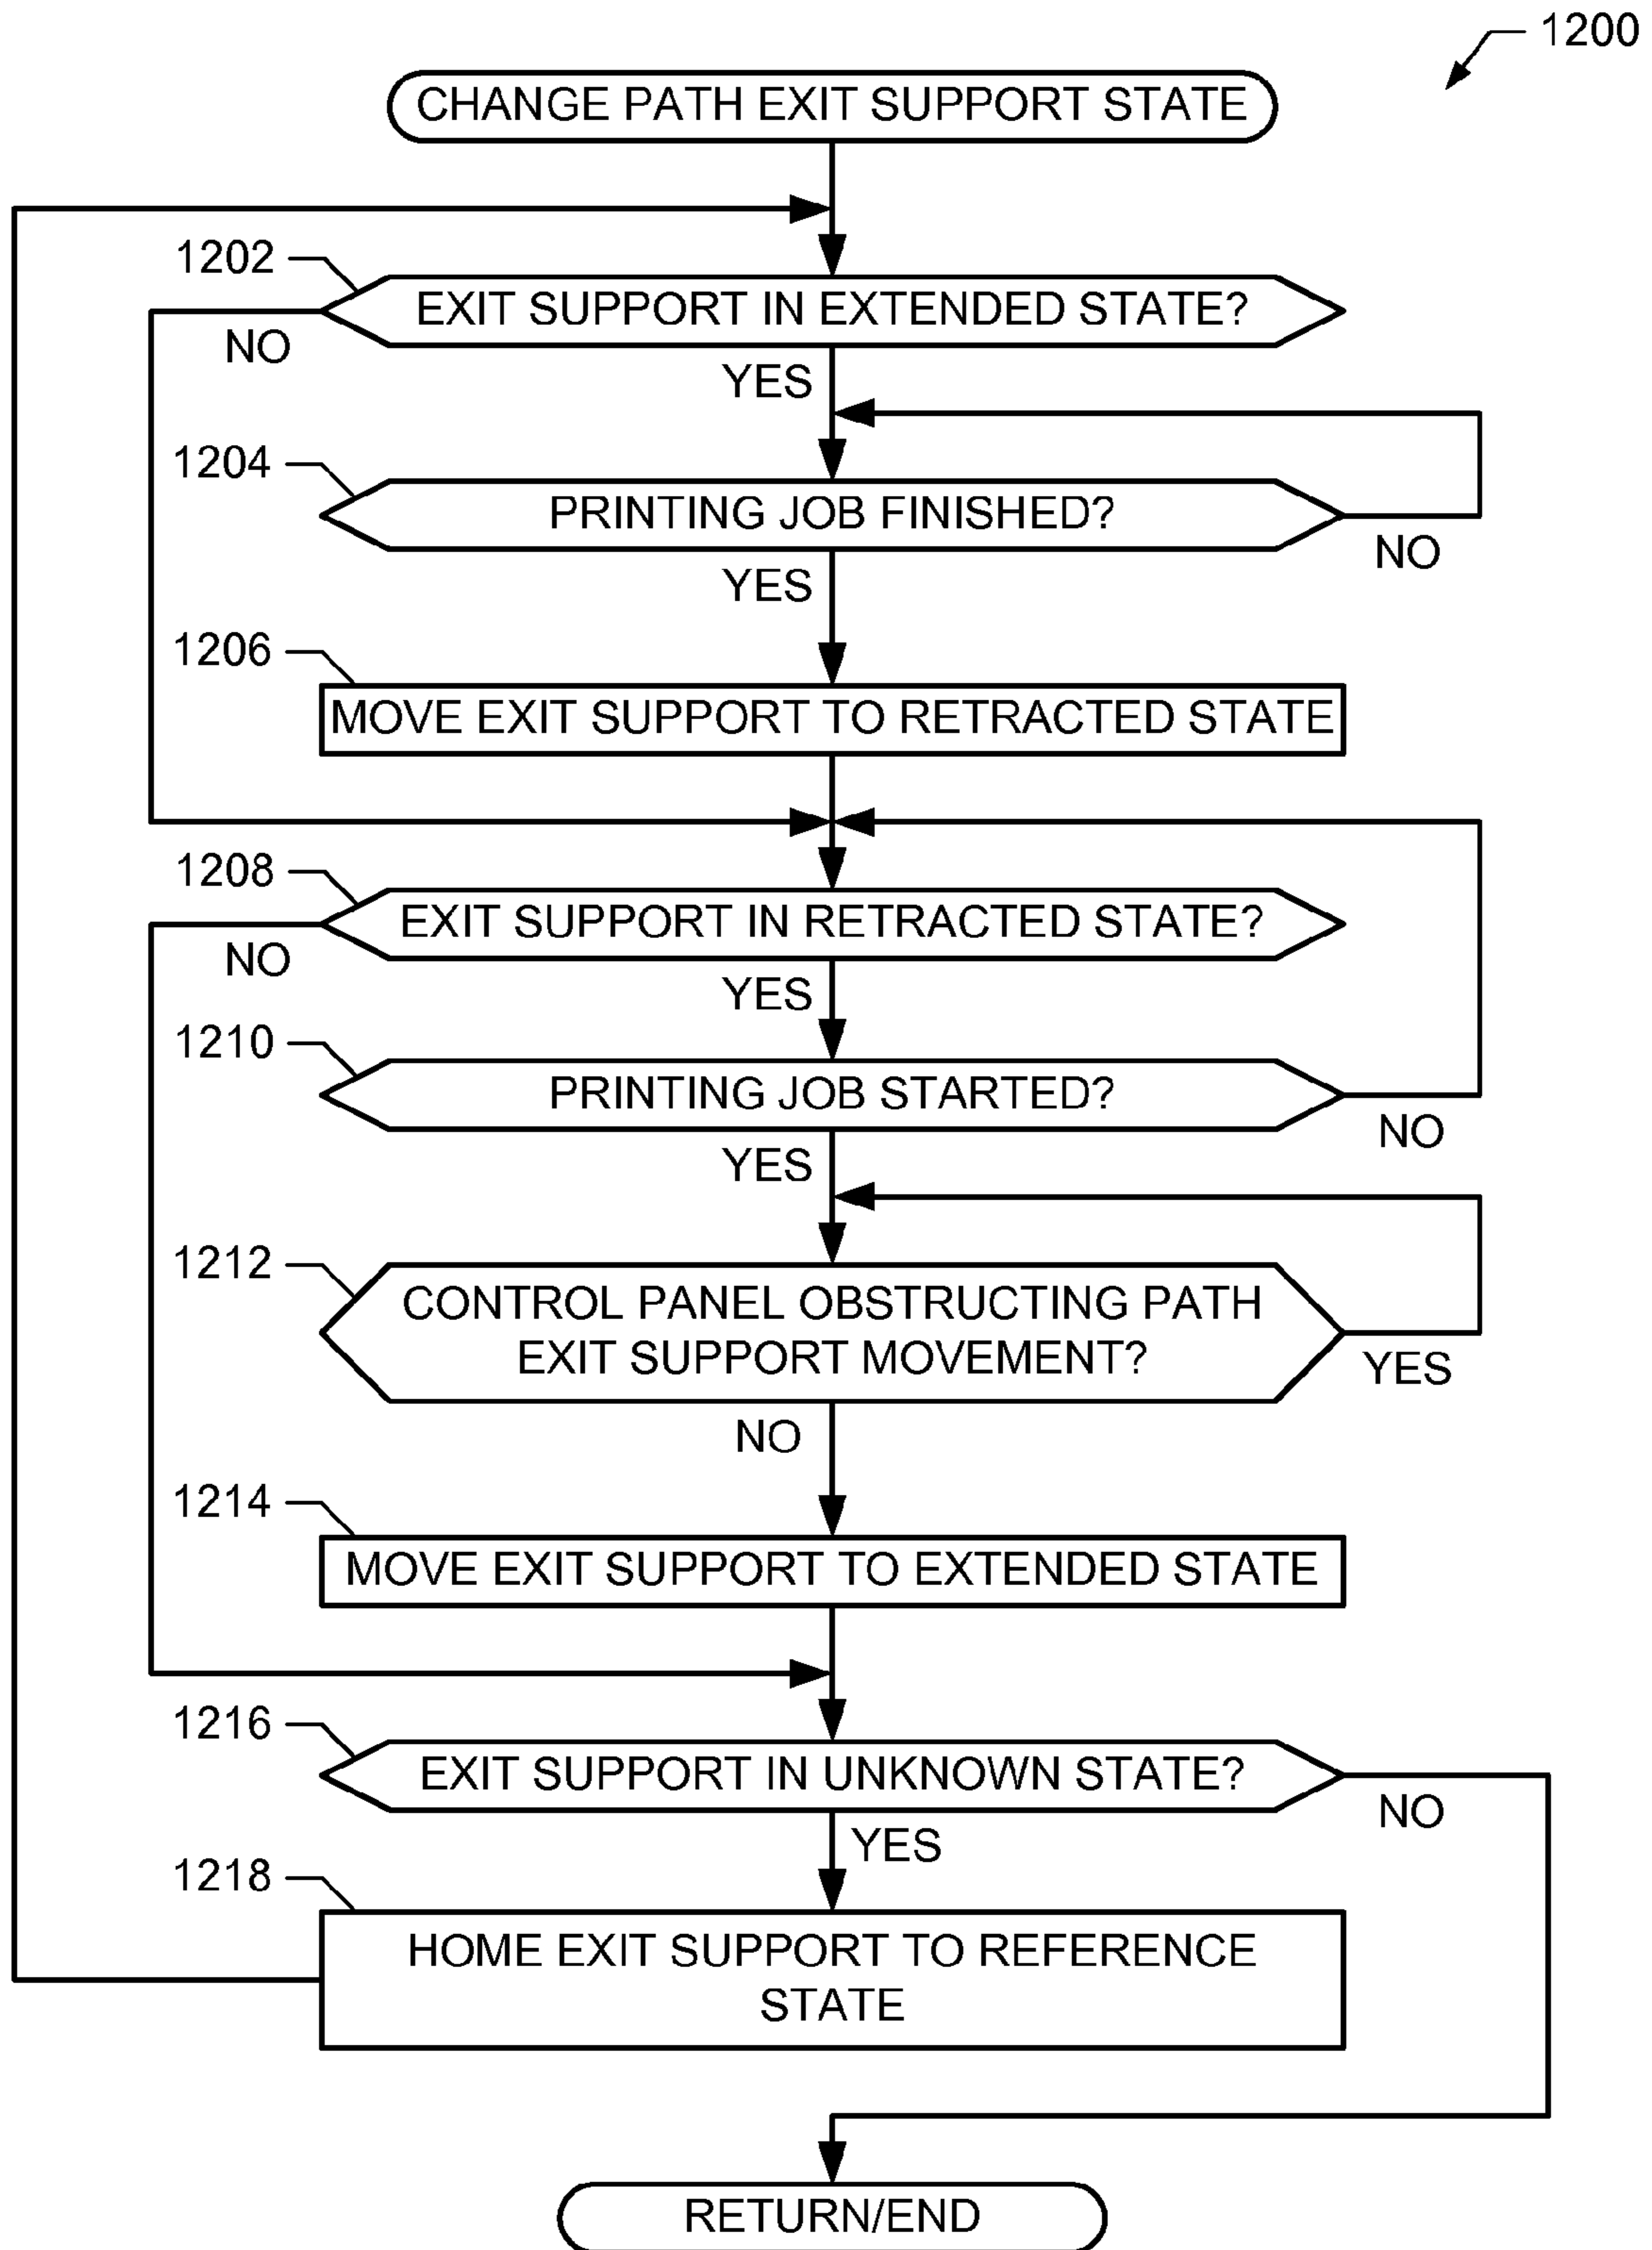 1200
CHANGE PATH EXIT SUPPORT STATE
1202
EXIT SUPPORT IN EXTENDED STATE?
NO
YES
1204
PRINTING JOB FINISHED?
NO
YES
1206
MOVE EXIT SUPPORT TO RETRACTED STATE
1208
EXIT SUPPORT IN RETRACTED STATE?
NO
YES
1210
PRINTING JOB STARTED?
NO
YES
1212
CONTROL PANEL OBSTRUCTING PATH
EXIT SUPPORT MOVEMENT?
YES
NO
1214
MOVE EXIT SUPPORT TO EXTENDED STATE
1216
EXIT SUPPORT IN UNKNOWN STATE?
NO
YES
1218
HOME EXIT SUPPORT TO REFERENCE
STATE
RETURN/END